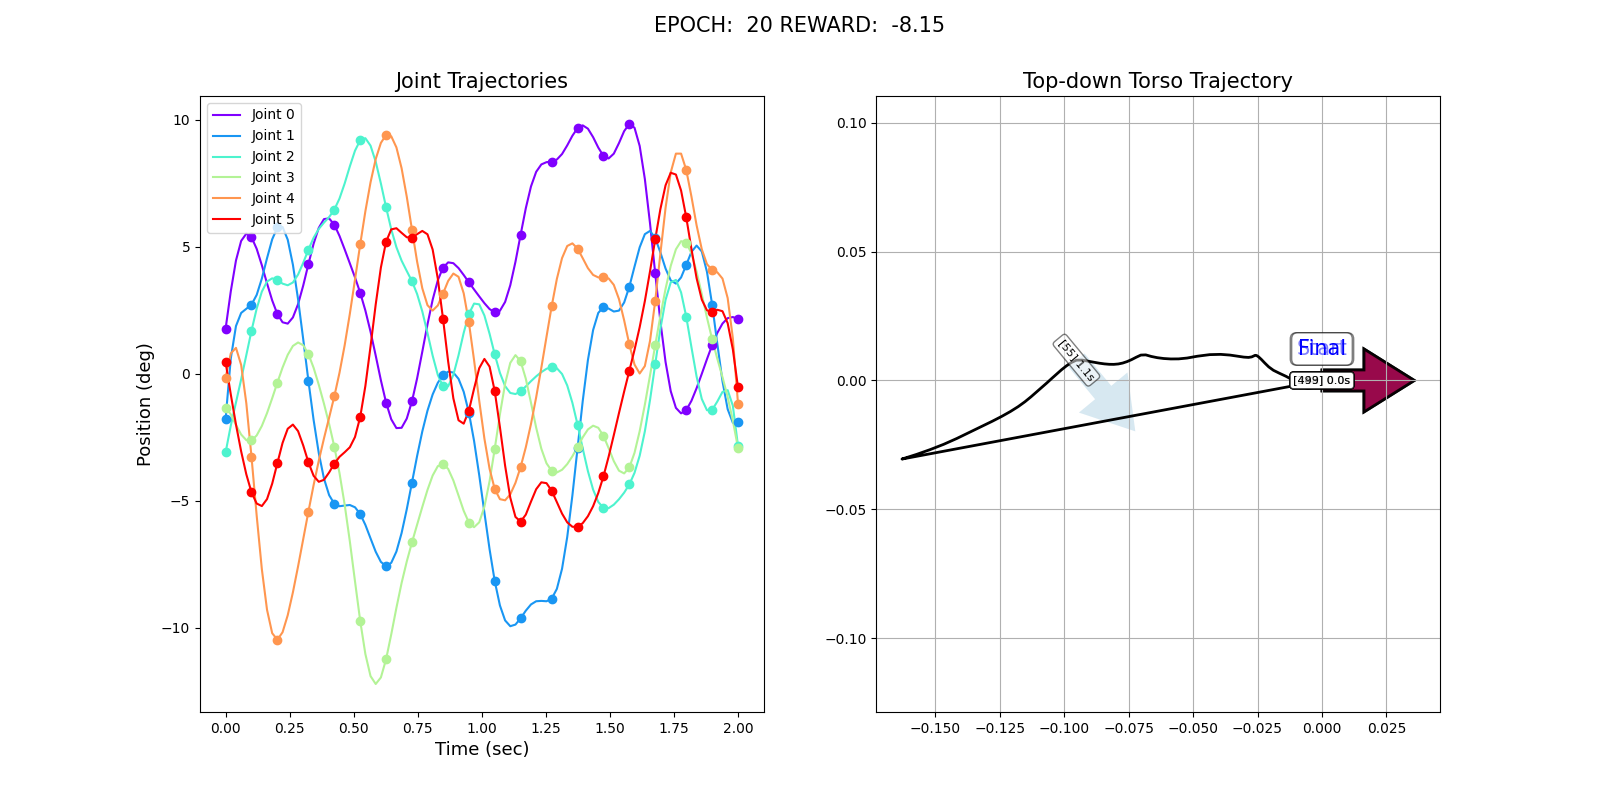 EPOCH:  20 REWARD:  -8.15
Joint Trajectories
Joint 0
Joint 1
Joint 2
Joint 3
Joint 4
Joint 5
Position (deg)
10
5
0
−5
−10
0.00 0.25 0.50 0.75 1.00 1.25 1.50 1.75 2.00
Time (sec)
Top-down Torso Trajectory
0.10
0.05
0.00
−0.05
−0.10
−0.150 −0.125 −0.100 −0.075 −0.050 −0.025 0.000 0.025
[55] 1.1s
Final
[499] 0.0s